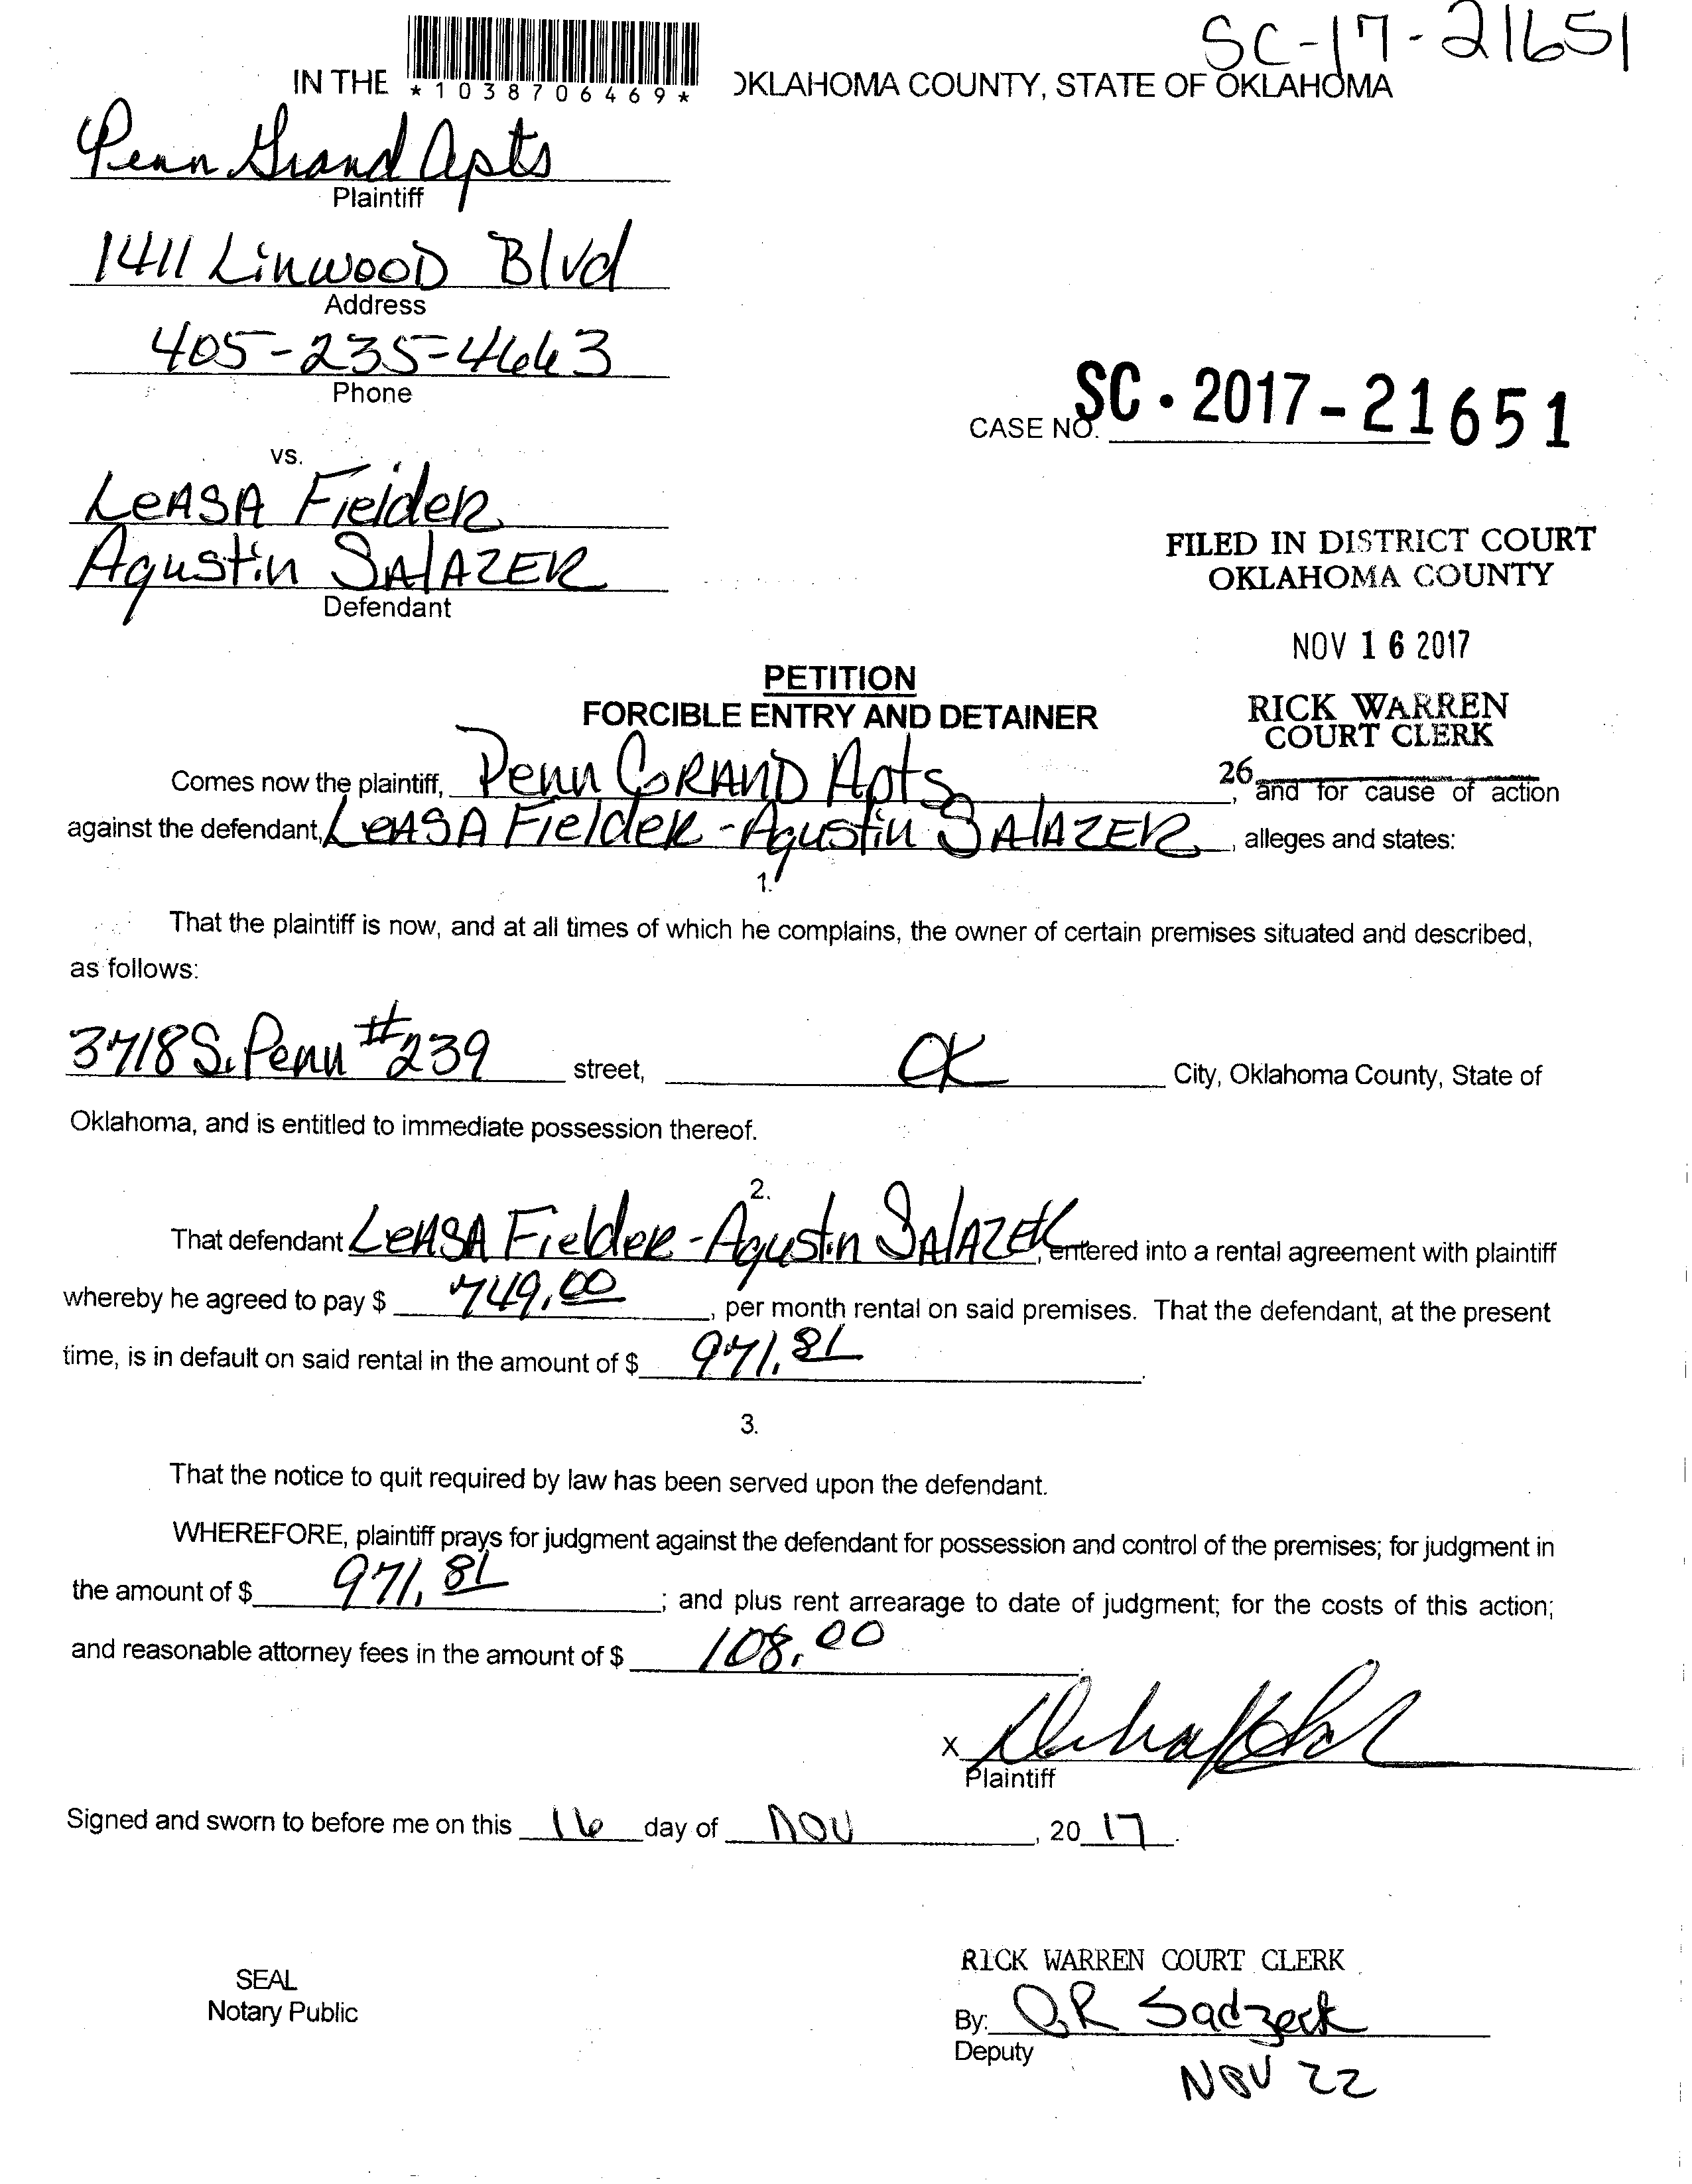 SC-17-21651
IN THE *1038706469* OKLAHOMA COUNTY, STATE OF OKLAHOMA
Penn Grand Apts
Plaintiff
1411 Linwood Blvd
Address
405-235-4663
Phone
CASE NO. SC-2017-21651
vs.
LeASA Fielder
Agustin SAlAZER
Defendant
FILED IN DISTRICT COURT
OKLAHOMA COUNTY
NOV 16 2017
RICK WARREN
COURT CLERK
26
PETITION
FORCIBLE ENTRY AND DETAINER
Comes now the plaintiff, Penn GRAND Apts, and for cause of action
against the defendant, LeASA Fielder - Agustin SAlAZER, alleges and states:
1.
That the plaintiff is now, and at all times of which he complains, the owner of certain premises situated and described,
as follows:
3718 S. Penn #239 street, OK City, Oklahoma County, State of
Oklahoma, and is entitled to immediate possession thereof.
2.
That defendant LeASA Fielder - Agustin SAlAZER, entered into a rental agreement with plaintiff
whereby he agreed to pay $ 749.00, per month rental on said premises. That the defendant, at the present
time, is in default on said rental in the amount of $ 971.81.
3.
That the notice to quit required by law has been served upon the defendant.
WHEREFORE, plaintiff prays for judgment against the defendant for possession and control of the premises; for judgment in
the amount of $ 971.81; and plus rent arrearage to date of judgment; for the costs of this action;
and reasonable attorney fees in the amount of $ 108.00.
X
Plaintiff
Signed and sworn to before me on this 16 day of NOV, 2017.
SEAL
Notary Public
RICK WARREN COURT CLERK
By:
Deputy
NOV 22